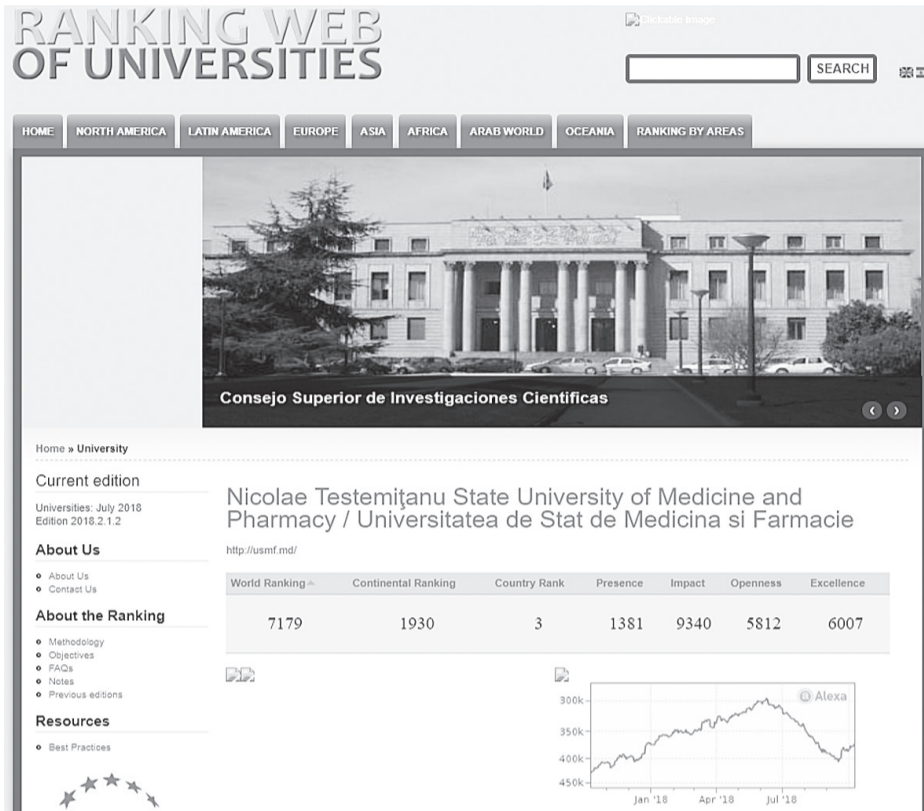 RANKING WEB
OF UNIVERSITIES
Clickable Image
SEARCH
HOME NORTH AMERICA LATIN AMERICA EUROPE ASIA AFRICA ARAB WORLD OCEANIA RANKING BY AREAS
Consejo Superior de Investigaciones Cientificas
Home » University
Current edition
Universities: July 2018
Edition 2018.2.1.2
About Us
About Us
Contact Us
About the Ranking
Methodology
Objectives
FAQs
Notes
Previous editions
Resources
Best Practices
Nicolae Testemiţanu State University of Medicine and
Pharmacy / Universitatea de Stat de Medicina si Farmacie
http://usmf.md/
World Ranking Continental Ranking Country Rank Presence Impact Openness Excellence
7179 1930 3 1381 9340 5812 6007
Alexa
300k
350k
400k
450k
Jan '18 Apr '18 Jul '18